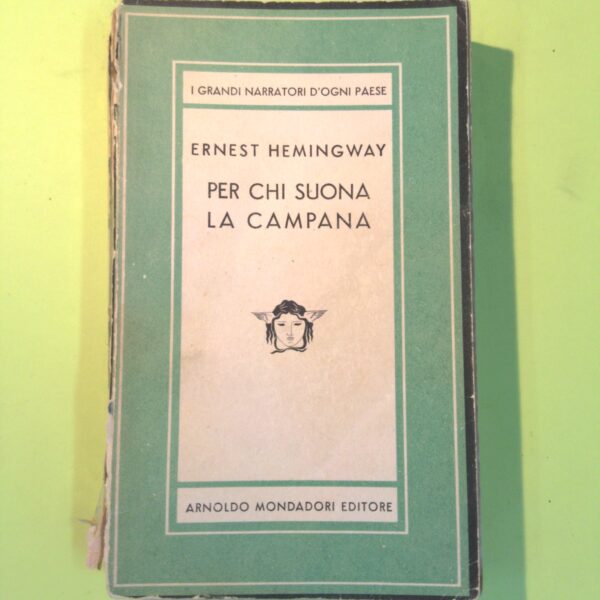 I GRANDI NARRATORI D'OGNI PAESE
ERNEST HEMINGWAY
PER CHI SUONA
LA CAMPANA
ARNOLDO MONDADORI EDITORE